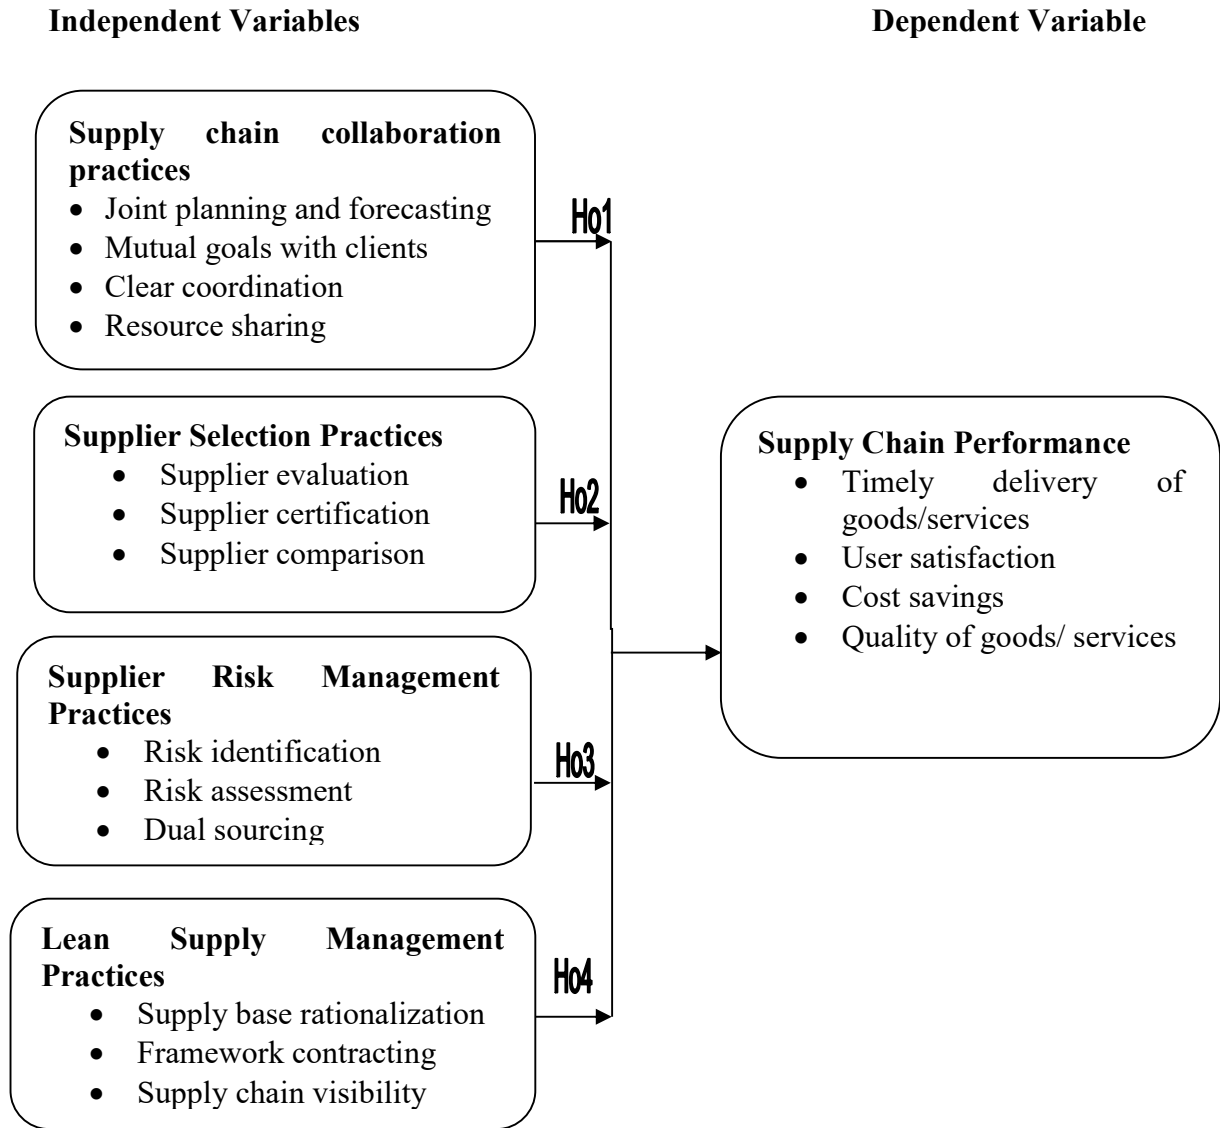 Independent Variables
Dependent Variable
Supply chain collaboration
practices
• Joint planning and forecasting
• Mutual goals with clients
• Clear coordination
• Resource sharing
Ho1
Supplier Selection Practices
• Supplier evaluation
• Supplier certification
• Supplier comparison
Ho2
Supplier Risk Management
Practices
• Risk identification
• Risk assessment
• Dual sourcing
Ho3
Lean Supply Management
Practices
• Supply base rationalization
• Framework contracting
• Supply chain visibility
Ho4
Supply Chain Performance
• Timely delivery of
goods/services
• User satisfaction
• Cost savings
• Quality of goods/ services